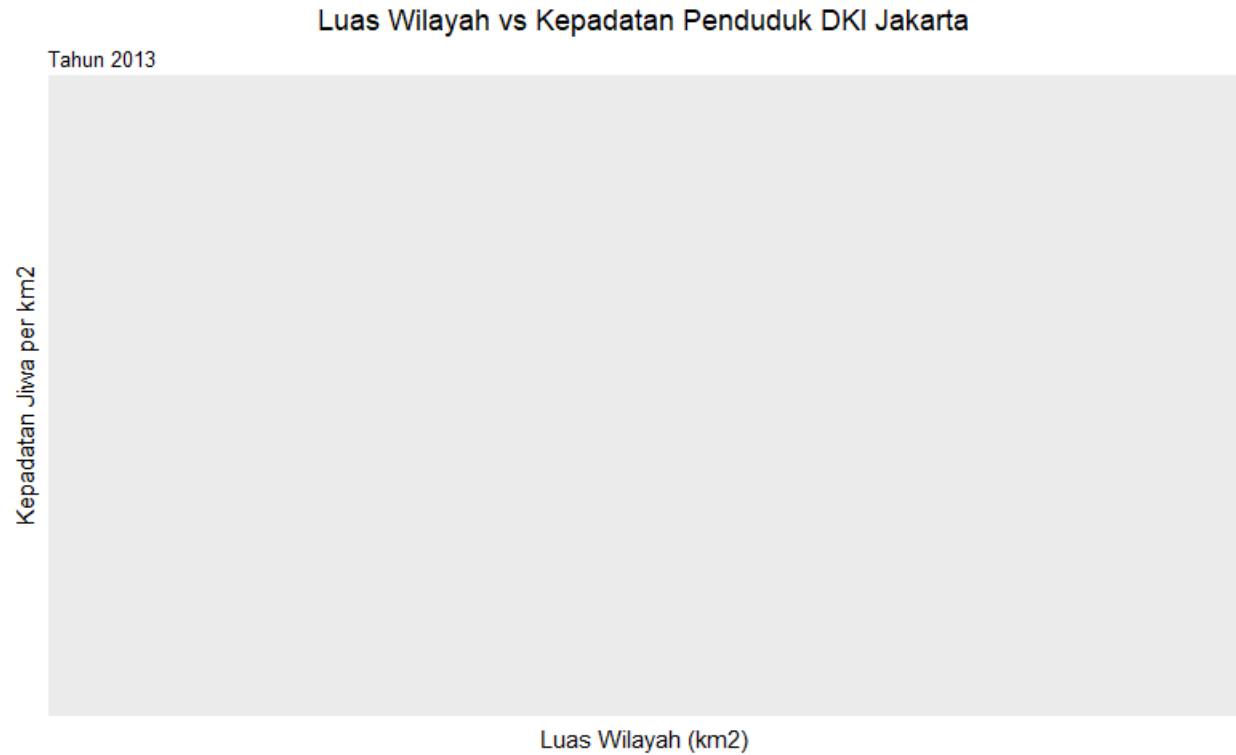 Luas Wilayah vs Kepadatan Penduduk DKI Jakarta
Tahun 2013
Kepadatan Jiwa per km2
Luas Wilayah (km2)